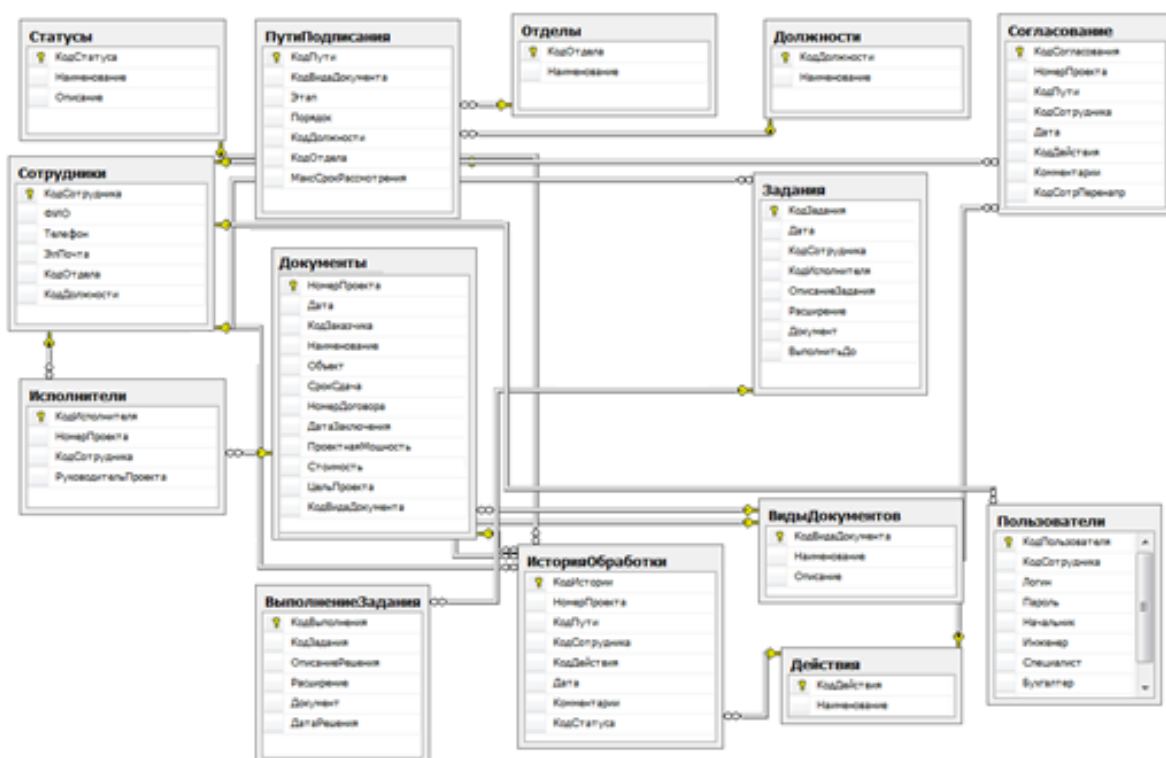 Статусы
КодСтатуса
Наименование
Описание
ПутиПодписания
КодПути
КодВидаДокумента
Этап
Порядок
КодДолжности
КодОтдела
МаксСрокРассмотрения
Отделы
КодОтдела
Наименование
Должности
КодДолжности
Наименование
Согласование
КодСогласования
НомерПроекта
КодПути
КодСотрудника
Дата
КодДействия
Комментарии
КодСотрПеренапр
Сотрудники
КодСотрудника
ФИО
Телефон
ЭлПочта
КодОтдела
КодДолжности
Задания
КодЗадания
Дата
КодСотрудника
КодИсполнителя
ОписаниеЗадания
Расширение
Документ
ВыполнитьДо
Документы
НомерПроекта
Дата
КодЗаказчика
Наименование
Объект
СрокСдача
НомерДоговора
ДатаЗаключения
ПроектнаяМощность
Стоимость
ЦельПроекта
КодВидаДокумента
Исполнители
КодИсполнителя
НомерПроекта
КодСотрудника
РуководительПроекта
ВидыДокументов
КодВидаДокумента
Наименование
Описание
Пользователи
КодПользователя
КодСотрудника
Логин
Пароль
Начальник
Инженер
Специалист
Бухгалтер
ИсторияОбработки
КодИстории
НомерПроекта
КодПути
КодСотрудника
КодДействия
Дата
Комментарии
КодСтатуса
ВыполнениеЗадания
КодВыполнения
КодЗадания
ОписаниеРешения
Расширение
Документ
ДатаРешения
Действия
КодДействия
Наименование